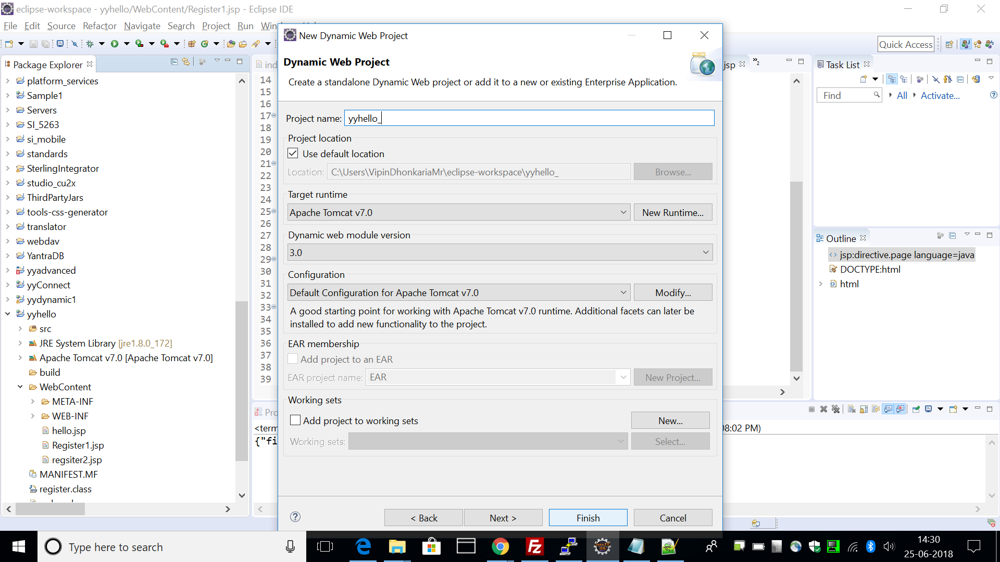 eclipse-workspace - yyhello/WebContent/Register1.jsp - Eclipse IDE
File Edit Source Refactor Navigate Search Project Run
Quick Access
Package Explorer
platform_services
Sample1
Servers
SI_5263
si_mobile
standards
SterlingIntegrator
studio_cu2x
ThirdPartyJars
tools-css-generator
translator
webdav
YantraDB
yyadvanced
yyConnect
yydynamic1
yyhello
src
JRE System Library [jre1.8.0_172]
Apache Tomcat v7.0 [Apache Tomcat v7.0]
build
WebContent
META-INF
WEB-INF
hello.jsp
Register1.jsp
regsiter2.jsp
MANIFEST.MF
register.class
ind
14
15
16
17
18
19
20
21
22
23
24
25
26
27
28
29
30
31
32
33
34
35
36
37
38
39
New Dynamic Web Project
Dynamic Web Project
Create a standalone Dynamic Web project or add it to a new or existing Enterprise Application.
Project name: yyhello_
Project location
Use default location
Location: C:\Users\VipinDhonkariaMr\eclipse-workspace\yyhello_ Browse...
Target runtime
Apache Tomcat v7.0 New Runtime...
Dynamic web module version
3.0
Configuration
Default Configuration for Apache Tomcat v7.0 Modify...
A good starting point for working with Apache Tomcat v7.0 runtime. Additional facets can later be
installed to add new functionality to the project.
EAR membership
Add project to an EAR
EAR project name: EAR New Project...
Working sets
Add project to working sets New...
Working sets: Select...
< Back Next > Finish Cancel
jsp
2
Task List
Find All Activate...
Outline
jsp:directive.page language=java
DOCTYPE:html
html
Pro
<term
08:02 PM)
{"fi
Type here to search
14:30
25-06-2018